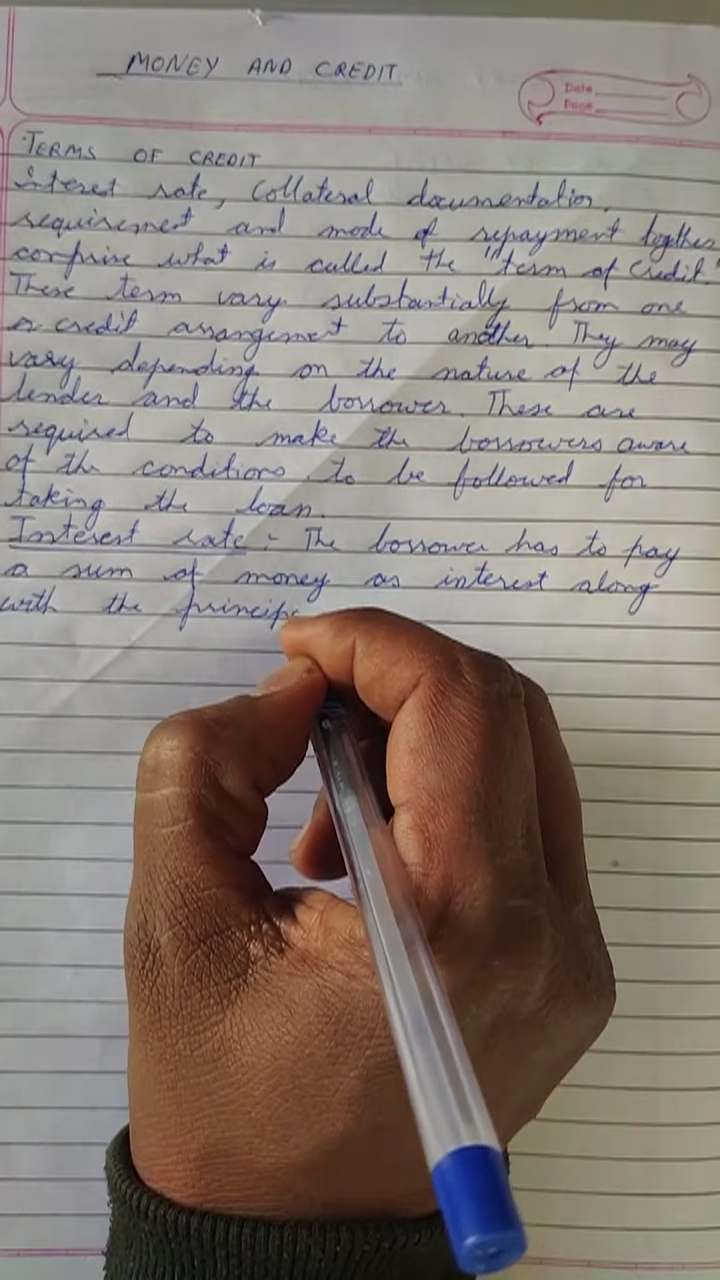 MONEY AND CREDIT
Date
Page
TERMS OF CREDIT
Interest rate, Collateral documentation,
requirement and mode of repayment together
comprise what is called the "term of Credit."
These term vary substantially from one
a credit arrangement to another. They may
vary depending on the nature of the
lender and the borrower. These are
required to make the borrowers aware
of the conditions to be followed for
taking the loan.
Interest rate :- The borrower has to pay
a sum of money as interest along
with the princip